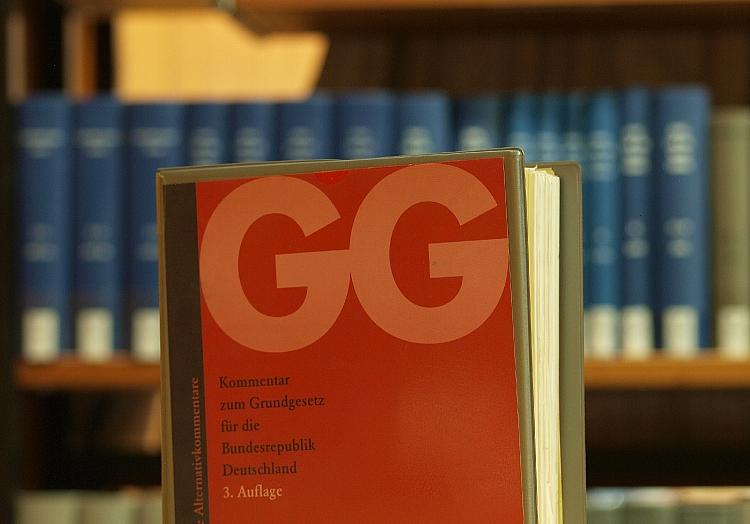 GG
Kommentar
zum Grundgesetz
für die
Bundesrepublik
Deutschland
3. Auflage
Alternativkommentare